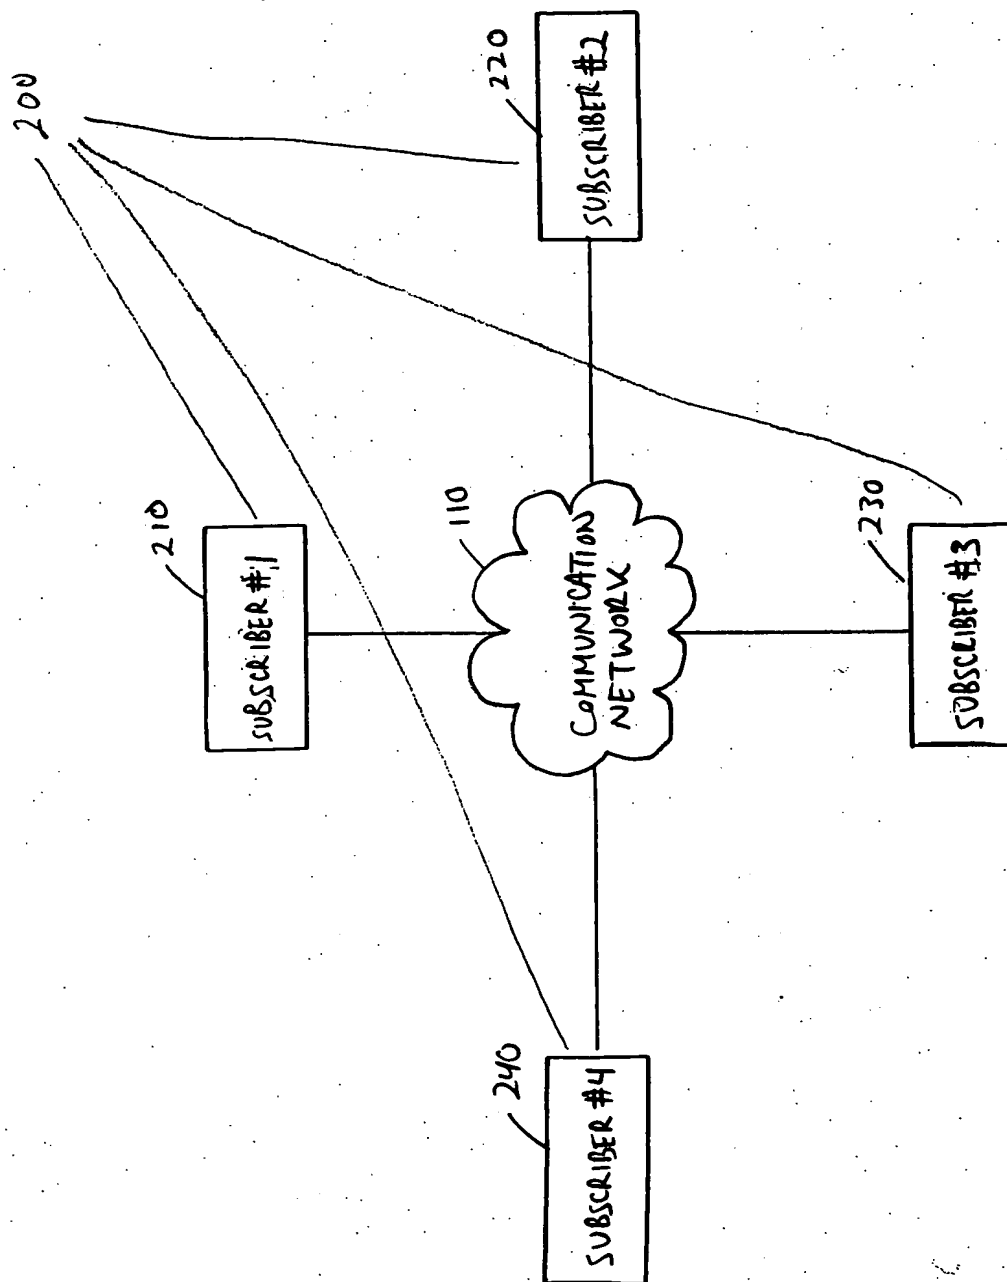 200
210
SUBSCRIBER #1
220
SUBSCRIBER #2
110
COMMUNICATION
NETWORK
240
SUBSCRIBER #4
230
SUBSCRIBER #3